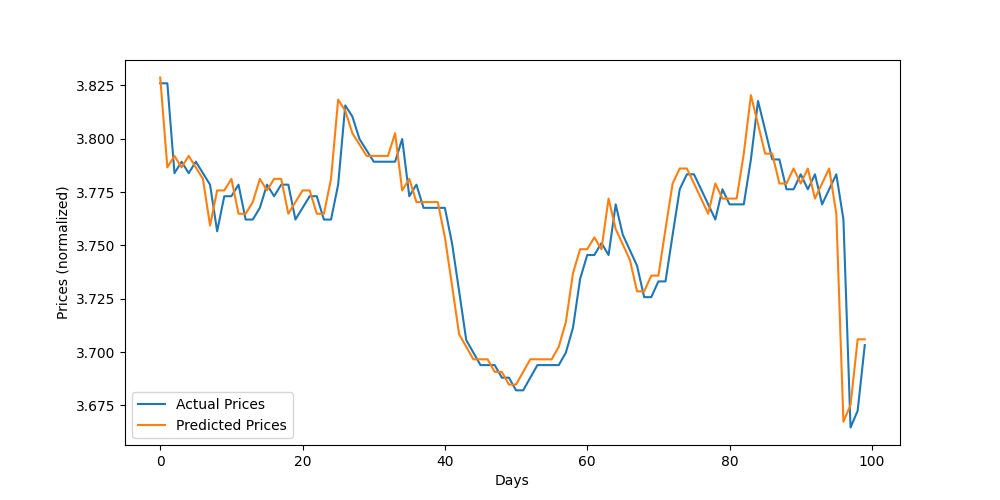 3.825
3.800
3.775
3.750
3.725
3.700
3.675
Prices (normalized)
Actual Prices
Predicted Prices
0 20 40 60 80 100
Days